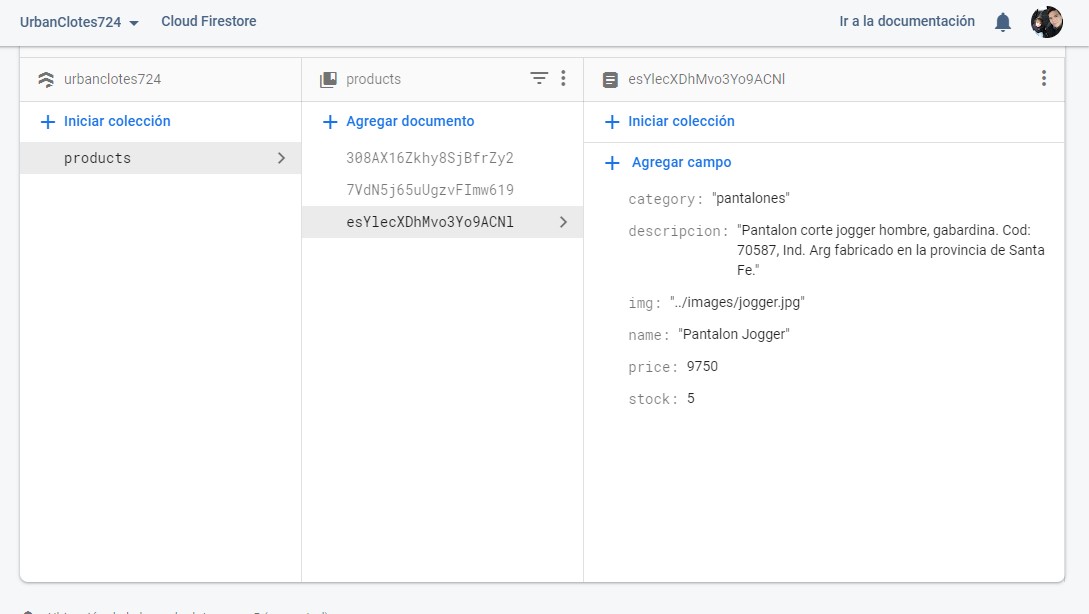 UrbanClotes724 Cloud Firestore Ir a la documentación
urbanclotes724
products
esYlecXDhMvo3Yo9ACNl
Iniciar colección
Agregar documento
Iniciar colección
products
308AX16Zkhy8SjBfrZy2
7VdN5j65uUgzvFImw619
esYlecXDhMvo3Yo9ACNl
Agregar campo
category: "pantalones"
descripcion: "Pantalon corte jogger hombre, gabardina. Cod:
70587, Ind. Arg fabricado en la provincia de Santa
Fe."
img: "../images/jogger.jpg"
name: "Pantalon Jogger"
price: 9750
stock: 5